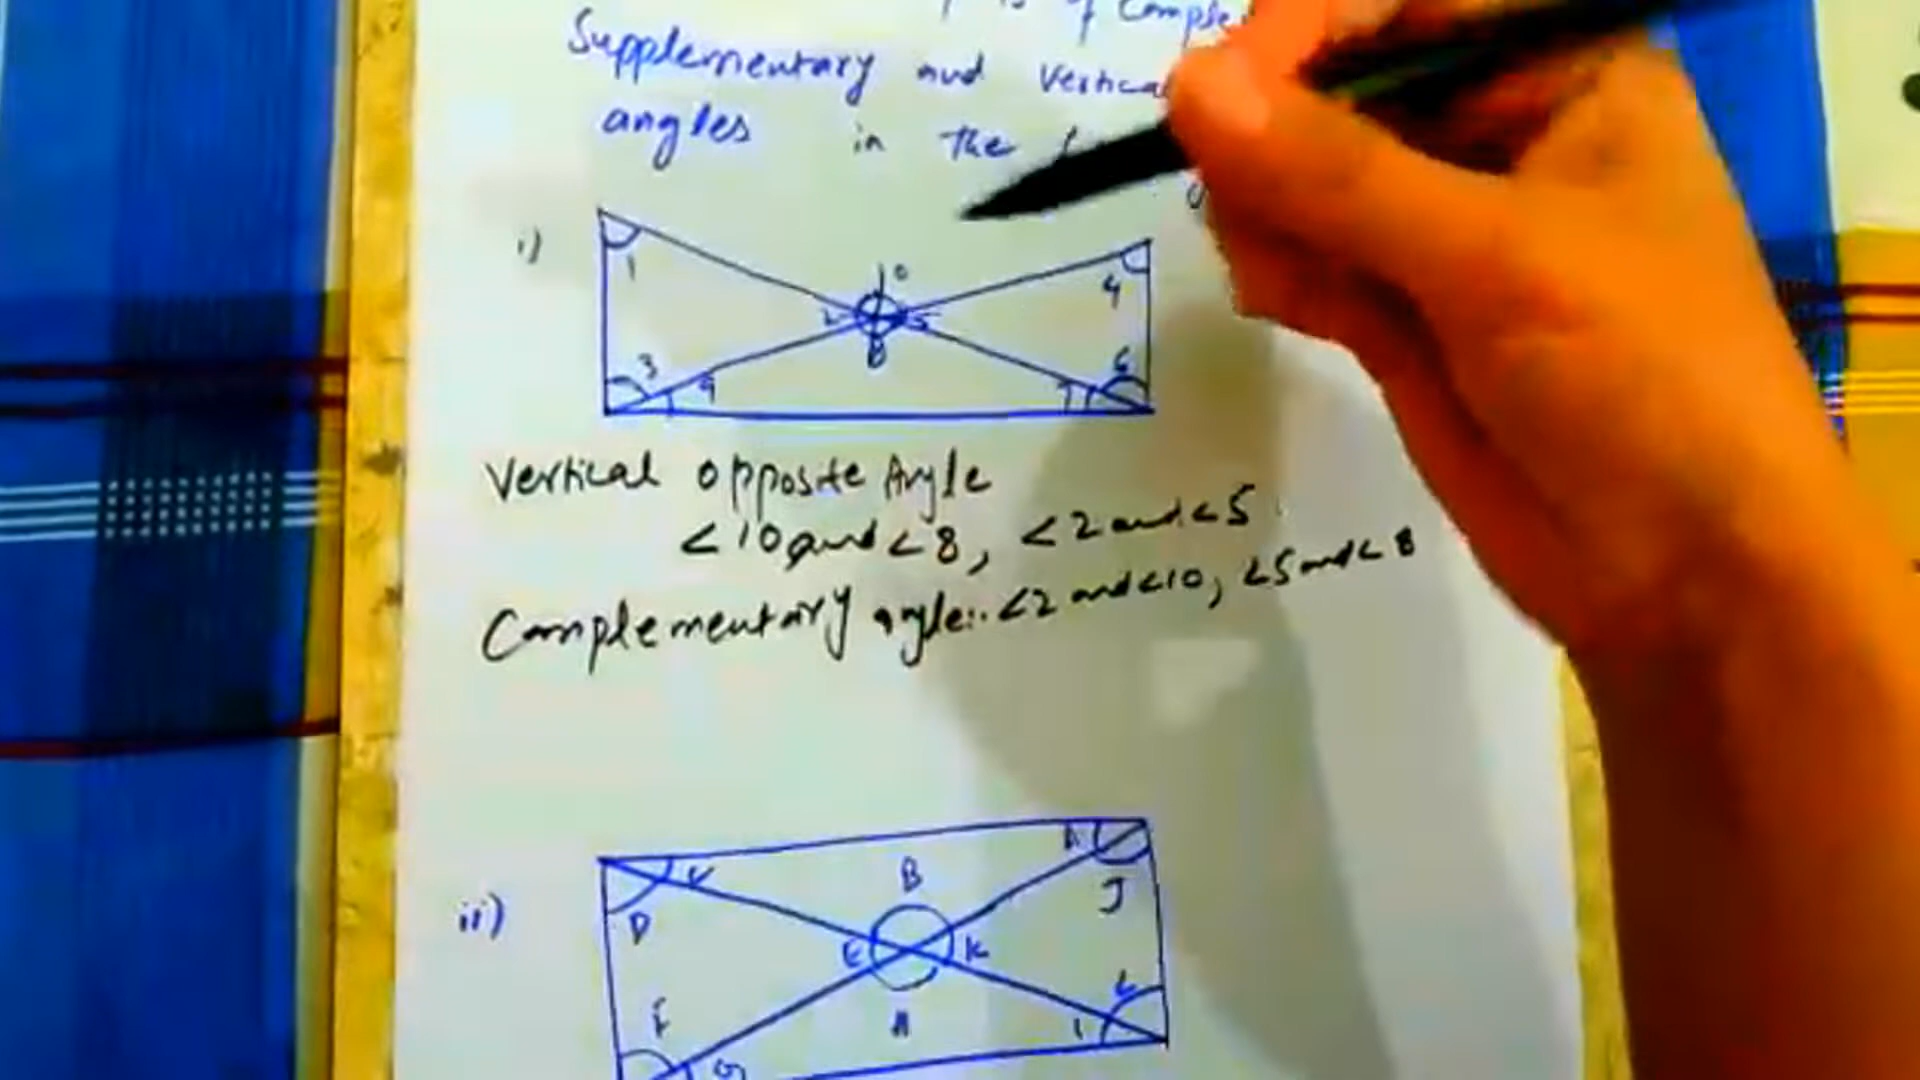 of
Supplementary and vertical
angles in the
i)
1
10
4
2
5
8
3
9
7
6
Vertical opposite Angle
<10 and <8, <2 and <5
Complementary angle:. <2 and <10, <5 and <8
ii)
B
J
D
E
K
L
F
I
G